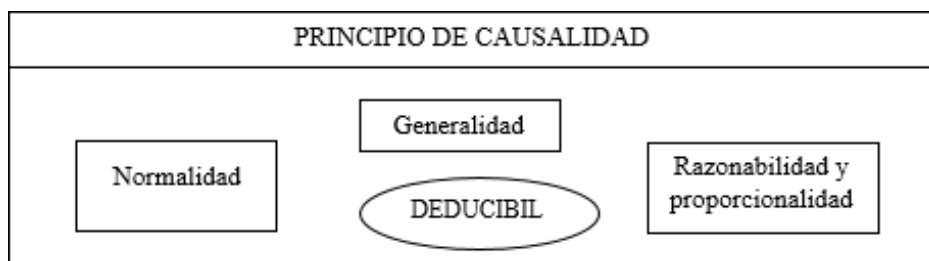 PRINCIPIO DE CAUSALIDAD
Generalidad
Normalidad
Razonabilidad y
proporcionalidad
DEDUCIBIL